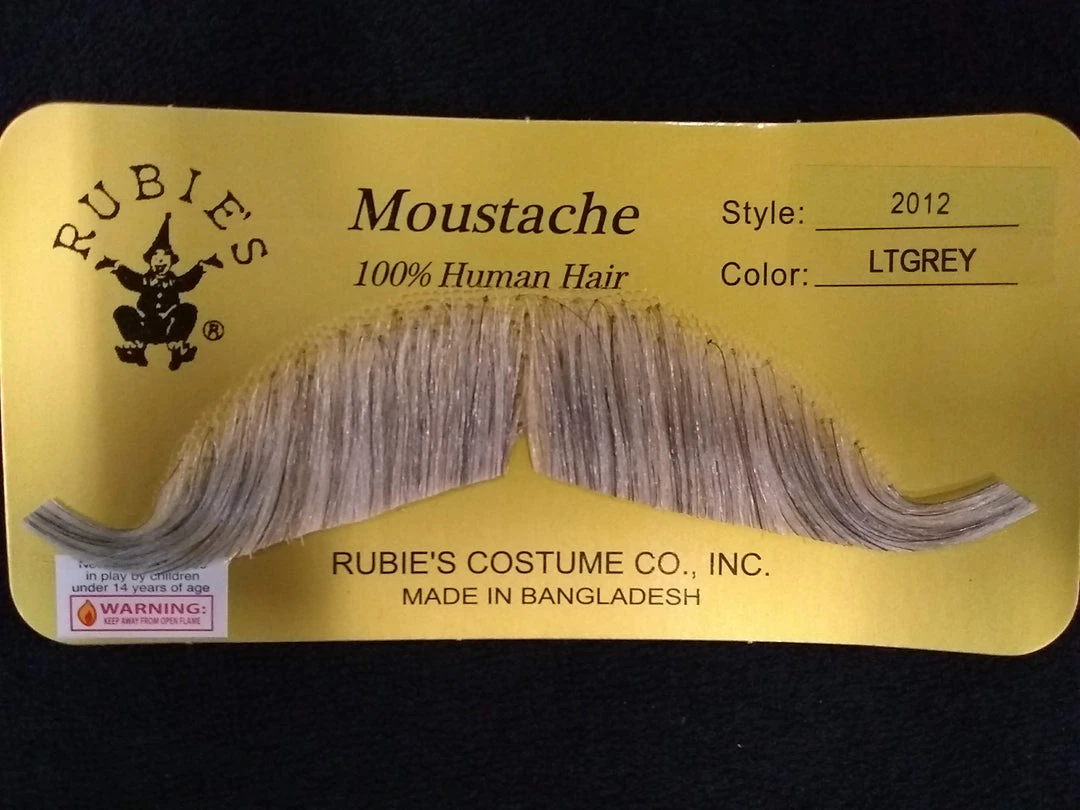 RUBIE'S
®
Moustache
100% Human Hair
Style: 2012
Color: LTGREY
in play by children
under 14 years of age
WARNING:
KEEP AWAY FROM OPEN FLAME
RUBIE'S COSTUME CO., INC.
MADE IN BANGLADESH